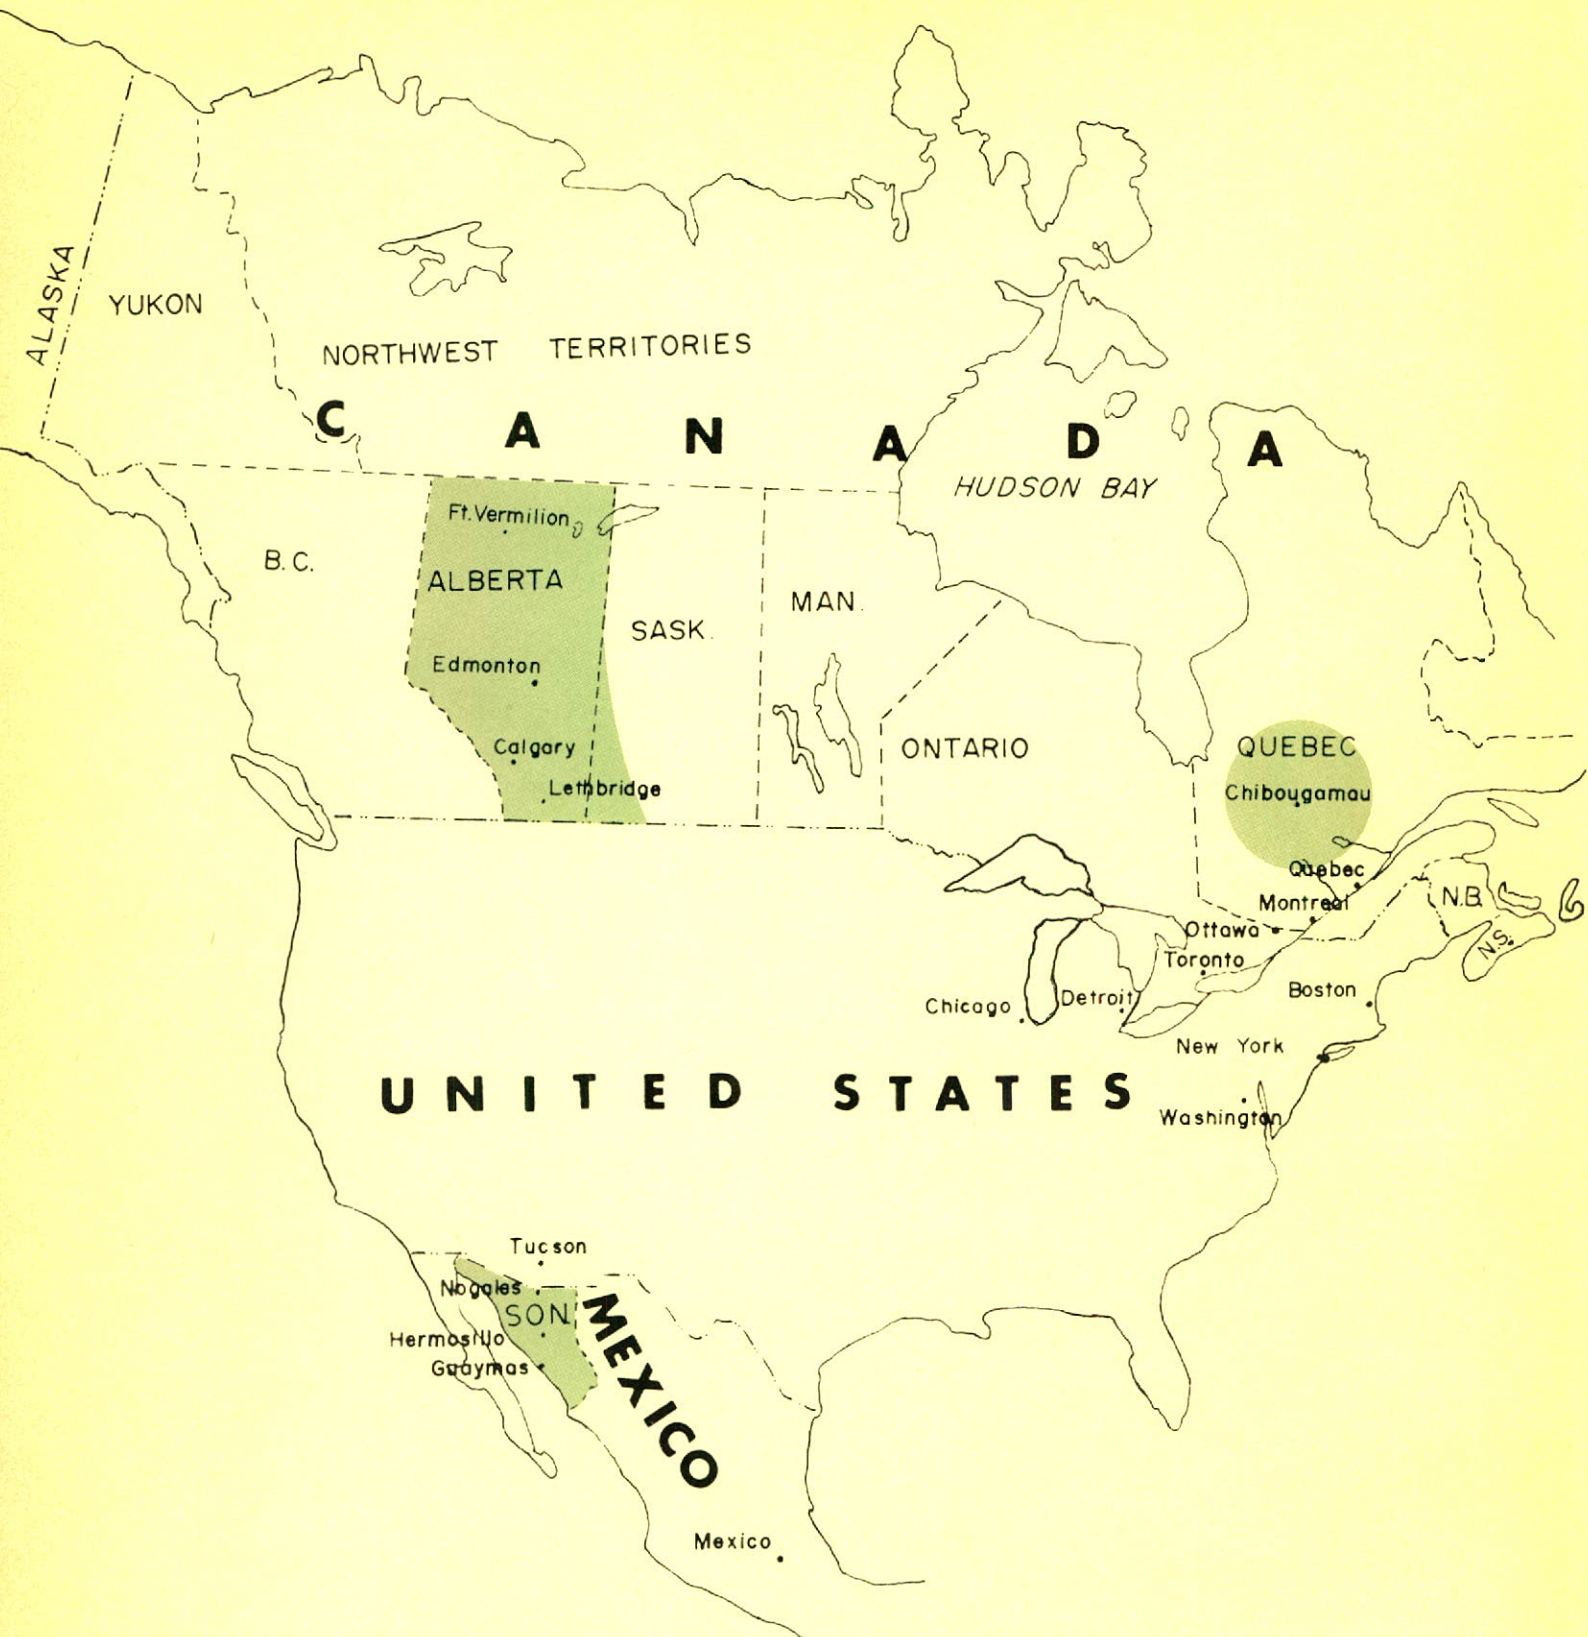 ALASKA
YUKON
NORTHWEST TERRITORIES
CANADA
HUDSON BAY
Ft. Vermilion
B.C.
ALBERTA
MAN.
SASK.
Edmonton
Calgary
ONTARIO
QUEBEC
Lethbridge
Chibougamau
Quebec
Montreal
N.B.
Ottawa
N.S.
Toronto
Boston
Chicago
Detroit
New York
UNITED STATES
Washington
Tucson
Nogales
SON.
MEXICO
Hermosillo
Guaymas
Mexico